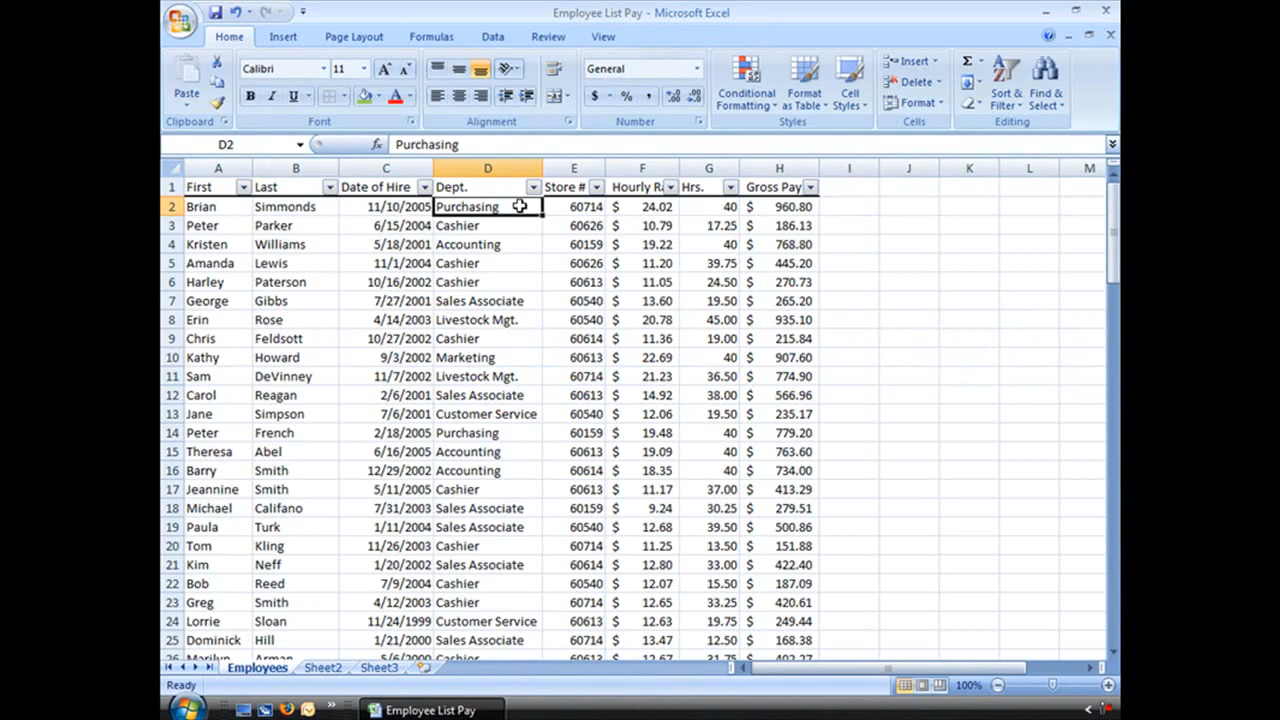 Employee List Pay - Microsoft Excel
Home Insert Page Layout Formulas Data Review View
Calibri 11 General Insert Delete Format
Paste B I U $ % , Conditional Formatting Format as Table Cell Styles Sort & Filter Find & Select
Clipboard Font Alignment Number Styles Cells Editing
D2 fx Purchasing
A B C D E F G H I J K L M
1 First Last Date of Hire Dept. Store # Hourly Ra Hrs. Gross Pay
2 Brian Simmonds 11/10/2005 Purchasing 60714 $ 24.02 40 $ 960.80
3 Peter Parker 6/15/2004 Cashier 60626 $ 10.79 17.25 $ 186.13
4 Kristen Williams 5/18/2001 Accounting 60159 $ 19.22 40 $ 768.80
5 Amanda Lewis 11/1/2004 Cashier 60626 $ 11.20 39.75 $ 445.20
6 Harley Paterson 10/16/2002 Cashier 60613 $ 11.05 24.50 $ 270.73
7 George Gibbs 7/27/2001 Sales Associate 60540 $ 13.60 19.50 $ 265.20
8 Erin Rose 4/14/2003 Livestock Mgt. 60540 $ 20.78 45.00 $ 935.10
9 Chris Feldsott 10/27/2002 Cashier 60614 $ 11.36 19.00 $ 215.84
10 Kathy Howard 9/3/2002 Marketing 60613 $ 22.69 40 $ 907.60
11 Sam DeVinney 11/7/2002 Livestock Mgt. 60714 $ 21.23 36.50 $ 774.90
12 Carol Reagan 2/6/2001 Sales Associate 60613 $ 14.92 38.00 $ 566.96
13 Jane Simpson 7/6/2001 Customer Service 60540 $ 12.06 19.50 $ 235.17
14 Peter French 2/18/2005 Purchasing 60159 $ 19.48 40 $ 779.20
15 Theresa Abel 6/16/2005 Accounting 60613 $ 19.09 40 $ 763.60
16 Barry Smith 12/29/2002 Accounting 60614 $ 18.35 40 $ 734.00
17 Jeannine Smith 5/11/2005 Cashier 60613 $ 11.17 37.00 $ 413.29
18 Michael Califano 7/31/2003 Sales Associate 60159 $ 9.24 30.25 $ 279.51
19 Paula Turk 1/11/2004 Sales Associate 60540 $ 12.68 39.50 $ 500.86
20 Tom Kling 11/26/2003 Cashier 60714 $ 11.25 13.50 $ 151.88
21 Kim Neff 1/20/2002 Sales Associate 60614 $ 12.80 33.00 $ 422.40
22 Bob Reed 7/9/2004 Cashier 60540 $ 12.07 15.50 $ 187.09
23 Greg Smith 4/12/2003 Cashier 60714 $ 12.65 33.25 $ 420.61
24 Lorrie Sloan 11/24/1999 Customer Service 60613 $ 12.63 19.75 $ 249.44
25 Dominick Hill 1/21/2000 Sales Associate 60714 $ 13.47 12.50 $ 168.38
26 Marilyn Arman 5/6/2000 Cashier 60613 $ 12.67 31.75 $ 402.27
Employees Sheet2 Sheet3
Ready 100%
Employee List Pay